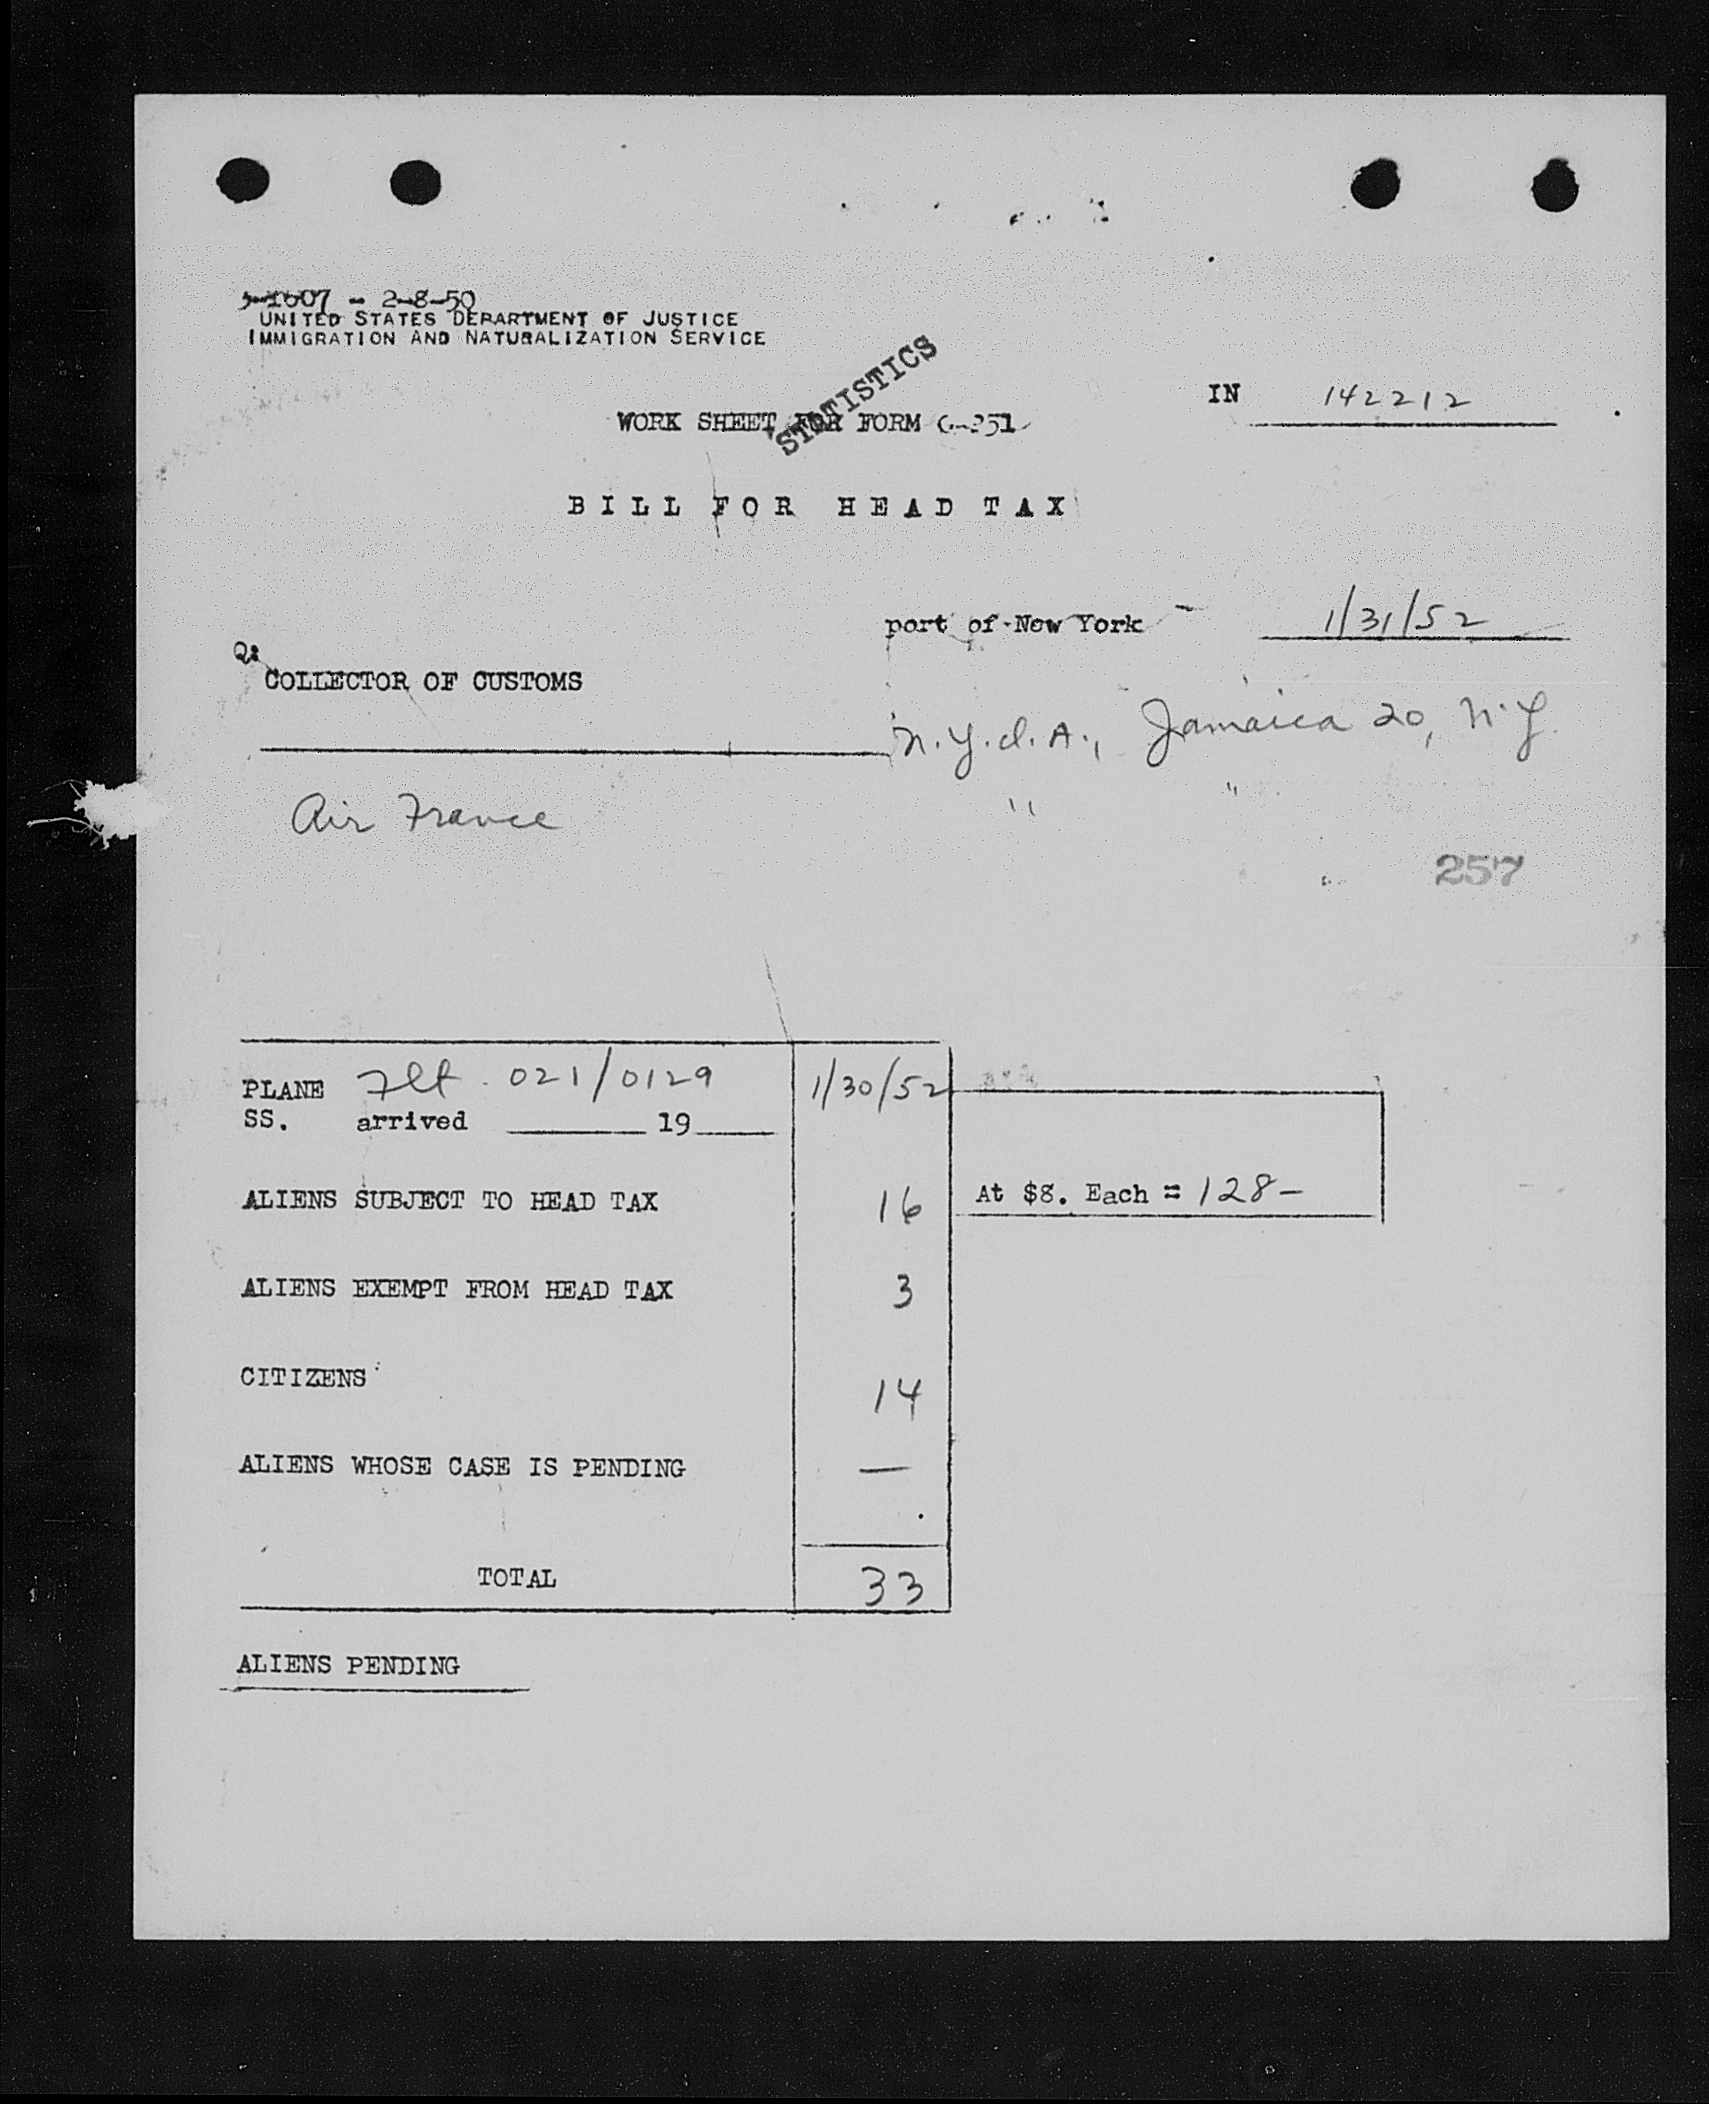 3-1607 - 2-8-50
UNITED STATES DEPARTMENT OF JUSTICE
IMMIGRATION AND NATURALIZATION SERVICE
STATISTICS
IN 142212
WORK SHEET FOR FORM G-251
BILL FOR HEAD TAX
port of New York 1/31/52
Q:
COLLECTOR OF CUSTOMS
N.Y.I.A., Jamaica 20, N.Y.
Air France " "
257
PLANE Flt. 021/0129 1/30/52
SS. arrived 19
ALIENS SUBJECT TO HEAD TAX 16 At $8. Each = 128-
ALIENS EXEMPT FROM HEAD TAX 3
CITIZENS 14
ALIENS WHOSE CASE IS PENDING —
TOTAL 33
ALIENS PENDING